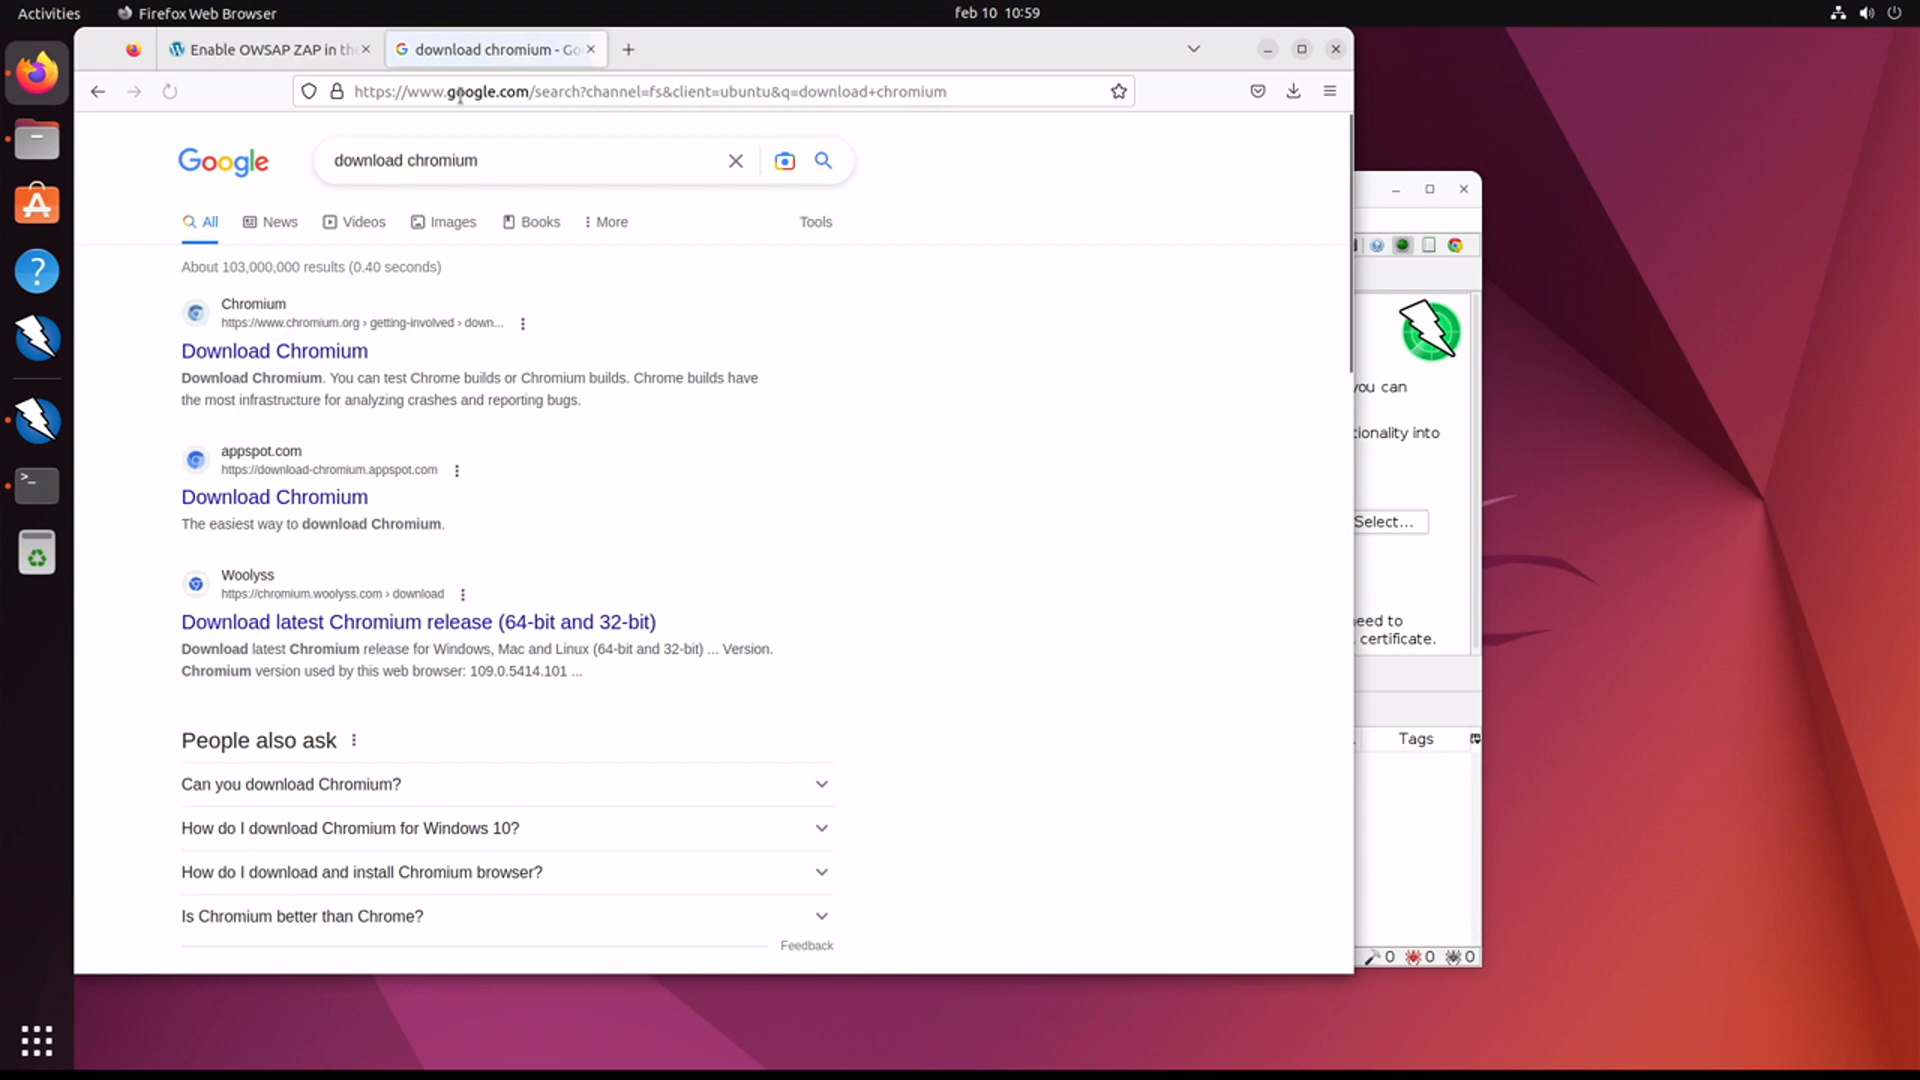 Activities Firefox Web Browser feb 10 10:59
Enable OWSAP ZAP in th download chromium - Go
https://www.google.com/search?channel=fs&client=ubuntu&q=download+chromium
Google download chromium
All News Videos Images Books More Tools
About 103,000,000 results (0.40 seconds)
Chromium
https://www.chromium.org › getting-involved › down...
Download Chromium
Download Chromium. You can test Chrome builds or Chromium builds. Chrome builds have
the most infrastructure for analyzing crashes and reporting bugs.
appspot.com
https://download-chromium.appspot.com
Download Chromium
The easiest way to download Chromium.
Woolyss
https://chromium.woolyss.com › download
Download latest Chromium release (64-bit and 32-bit)
Download latest Chromium release for Windows, Mac and Linux (64-bit and 32-bit) ... Version.
Chromium version used by this web browser: 109.0.5414.101 ...
People also ask
Can you download Chromium?
How do I download Chromium for Windows 10?
How do I download and install Chromium browser?
Is Chromium better than Chrome?
Feedback
you can
tionality into
Select...
eed to
certificate.
Tags
0 0 0